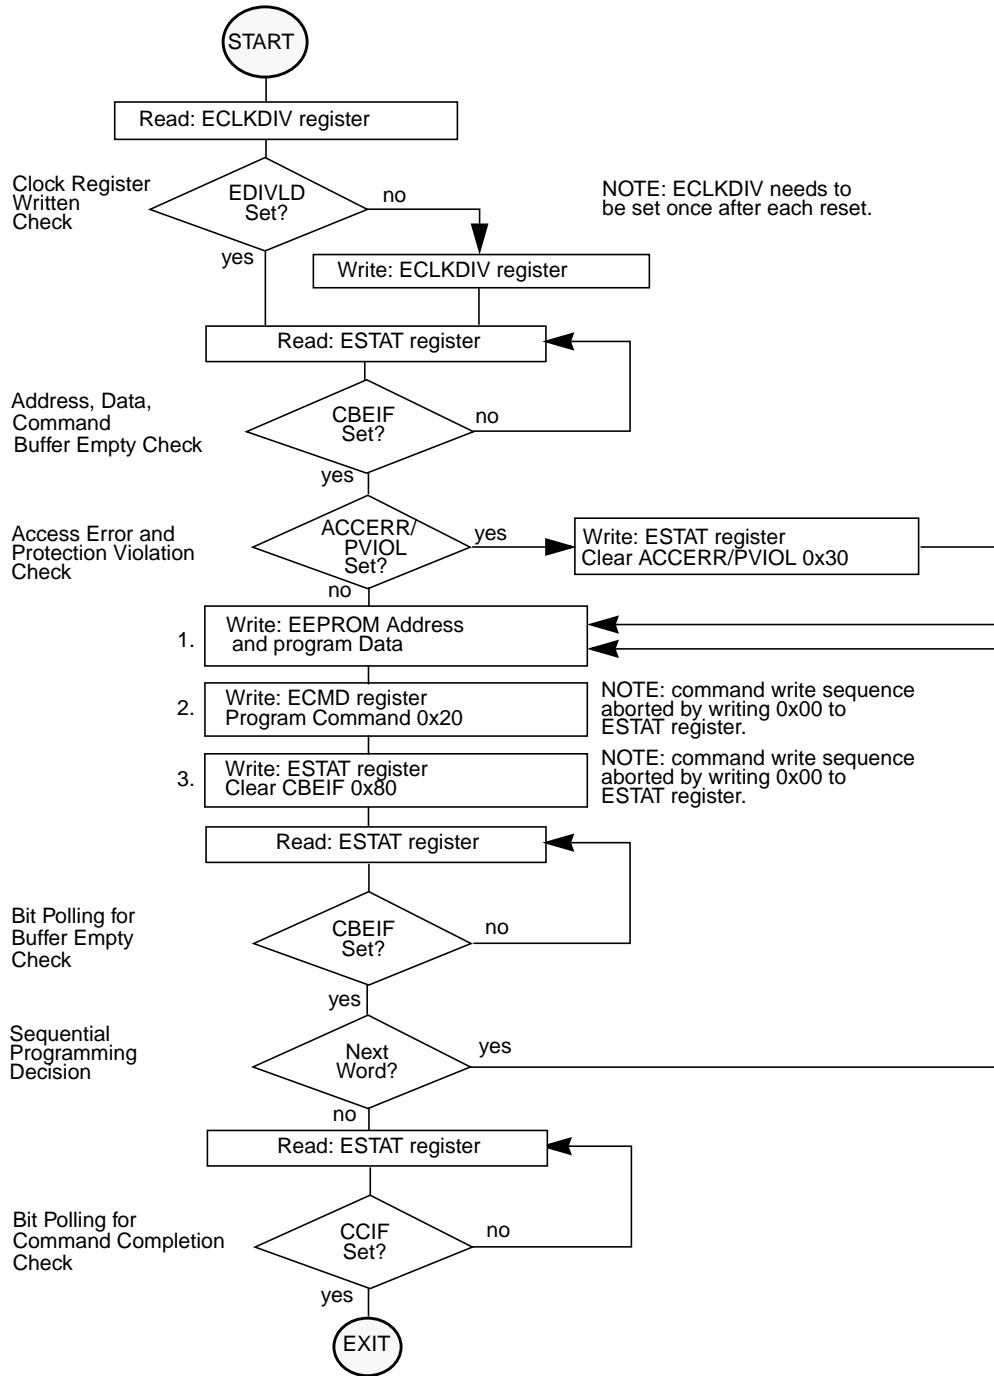 START
Read: ECLKDIV register
Clock Register
Written
Check
EDIVLD
Set?
no
yes
NOTE: ECLKDIV needs to
be set once after each reset.
Write: ECLKDIV register
Read: ESTAT register
Address, Data,
Command
Buffer Empty Check
CBEIF
Set?
no
yes
Access Error and
Protection Violation
Check
ACCERR/
PVIOL
Set?
yes
no
Write: ESTAT register
Clear ACCERR/PVIOL 0x30
1.
Write: EEPROM Address
and program Data
2.
Write: ECMD register
Program Command 0x20
NOTE: command write sequence
aborted by writing 0x00 to
ESTAT register.
3.
Write: ESTAT register
Clear CBEIF 0x80
NOTE: command write sequence
aborted by writing 0x00 to
ESTAT register.
Read: ESTAT register
Bit Polling for
Buffer Empty
Check
CBEIF
Set?
no
yes
Sequential
Programming
Decision
Next
Word?
yes
no
Read: ESTAT register
Bit Polling for
Command Completion
Check
CCIF
Set?
no
yes
EXIT